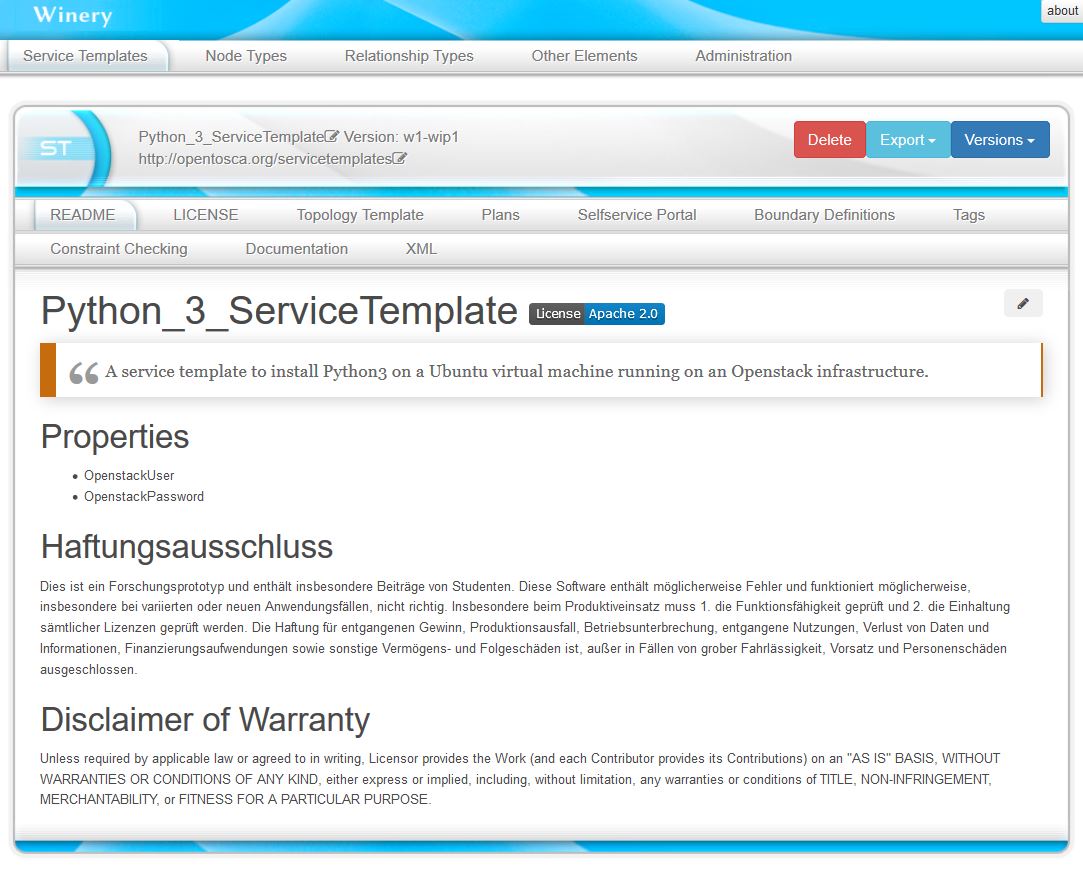 Winery
about
Service Templates Node Types Relationship Types Other Elements Administration
ST
Python_3_ServiceTemplate Version: w1-wip1
http://opentosca.org/servicetemplates
Delete Export Versions
README LICENSE Topology Template Plans Selfservice Portal Boundary Definitions Tags
Constraint Checking Documentation XML
Python_3_ServiceTemplate License Apache 2.0
“ A service template to install Python3 on a Ubuntu virtual machine running on an Openstack infrastructure.
Properties
• OpenstackUser
• OpenstackPassword
Haftungsausschluss
Dies ist ein Forschungsprototyp und enthält insbesondere Beiträge von Studenten. Diese Software enthält möglicherweise Fehler und funktioniert möglicherweise,
insbesondere bei variierten oder neuen Anwendungsfällen, nicht richtig. Insbesondere beim Produktiveinsatz muss 1. die Funktionsfähigkeit geprüft und 2. die Einhaltung
sämtlicher Lizenzen geprüft werden. Die Haftung für entgangenen Gewinn, Produktionsausfall, Betriebsunterbrechung, entgangene Nutzungen, Verlust von Daten und
Informationen, Finanzierungsaufwendungen sowie sonstige Vermögens- und Folgeschäden ist, außer in Fällen von grober Fahrlässigkeit, Vorsatz und Personenschäden
ausgeschlossen.
Disclaimer of Warranty
Unless required by applicable law or agreed to in writing, Licensor provides the Work (and each Contributor provides its Contributions) on an "AS IS" BASIS, WITHOUT
WARRANTIES OR CONDITIONS OF ANY KIND, either express or implied, including, without limitation, any warranties or conditions of TITLE, NON-INFRINGEMENT,
MERCHANTABILITY, or FITNESS FOR A PARTICULAR PURPOSE.